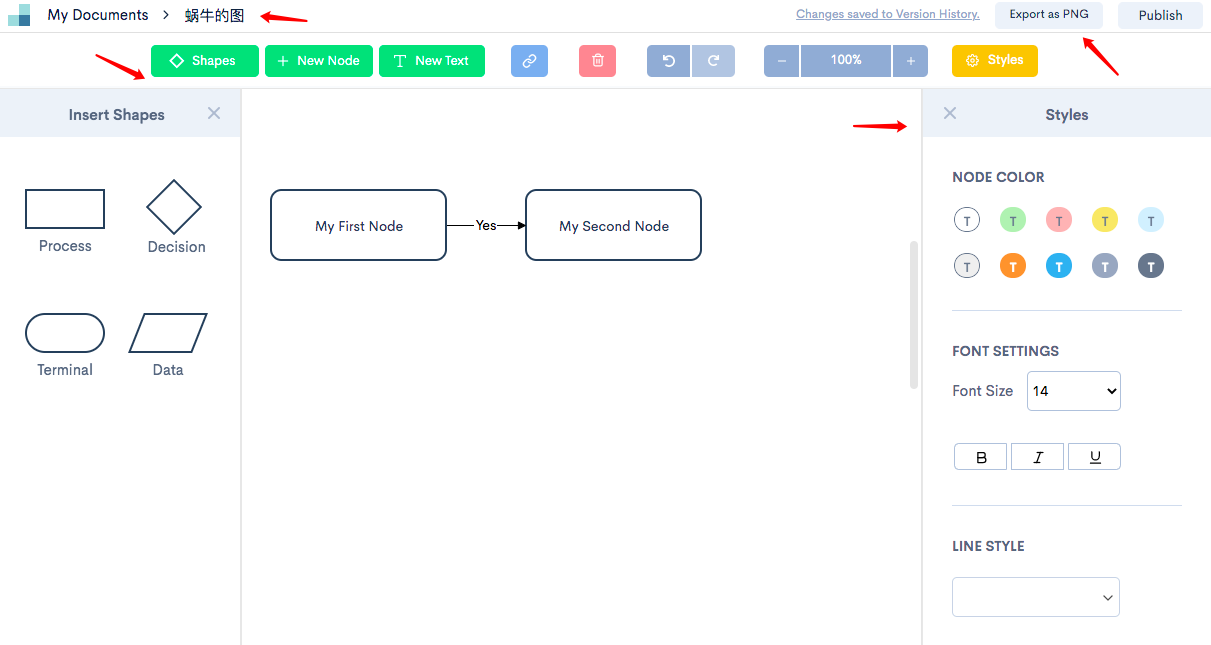 My Documents > 蜗牛的图
Changes saved to Version History.
Export as PNG
Publish
Shapes
+ New Node
T New Text
− 100% +
Styles
Insert Shapes
Styles
Process
Decision
Terminal
Data
My First Node
Yes
My Second Node
NODE COLOR
T T T T T
T T T T T
FONT SETTINGS
Font Size 14
B I U
LINE STYLE